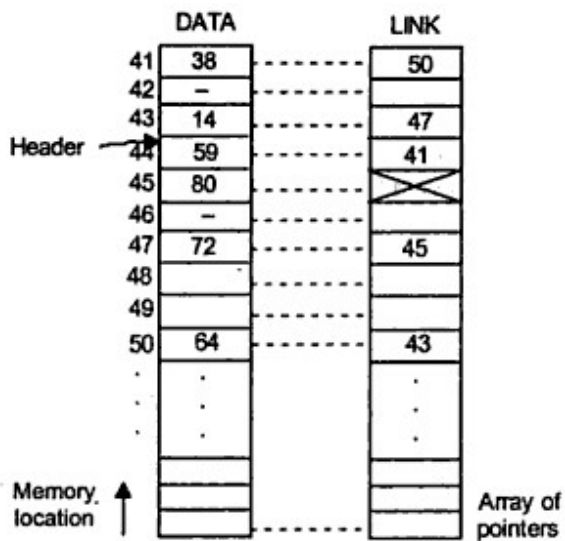 DATA LINK
41 38 50
42 –
43 14 47
Header
44 59 41
45 80
46 –
47 72 45
48
49
50 64 43
Memory
location
Array of
pointers